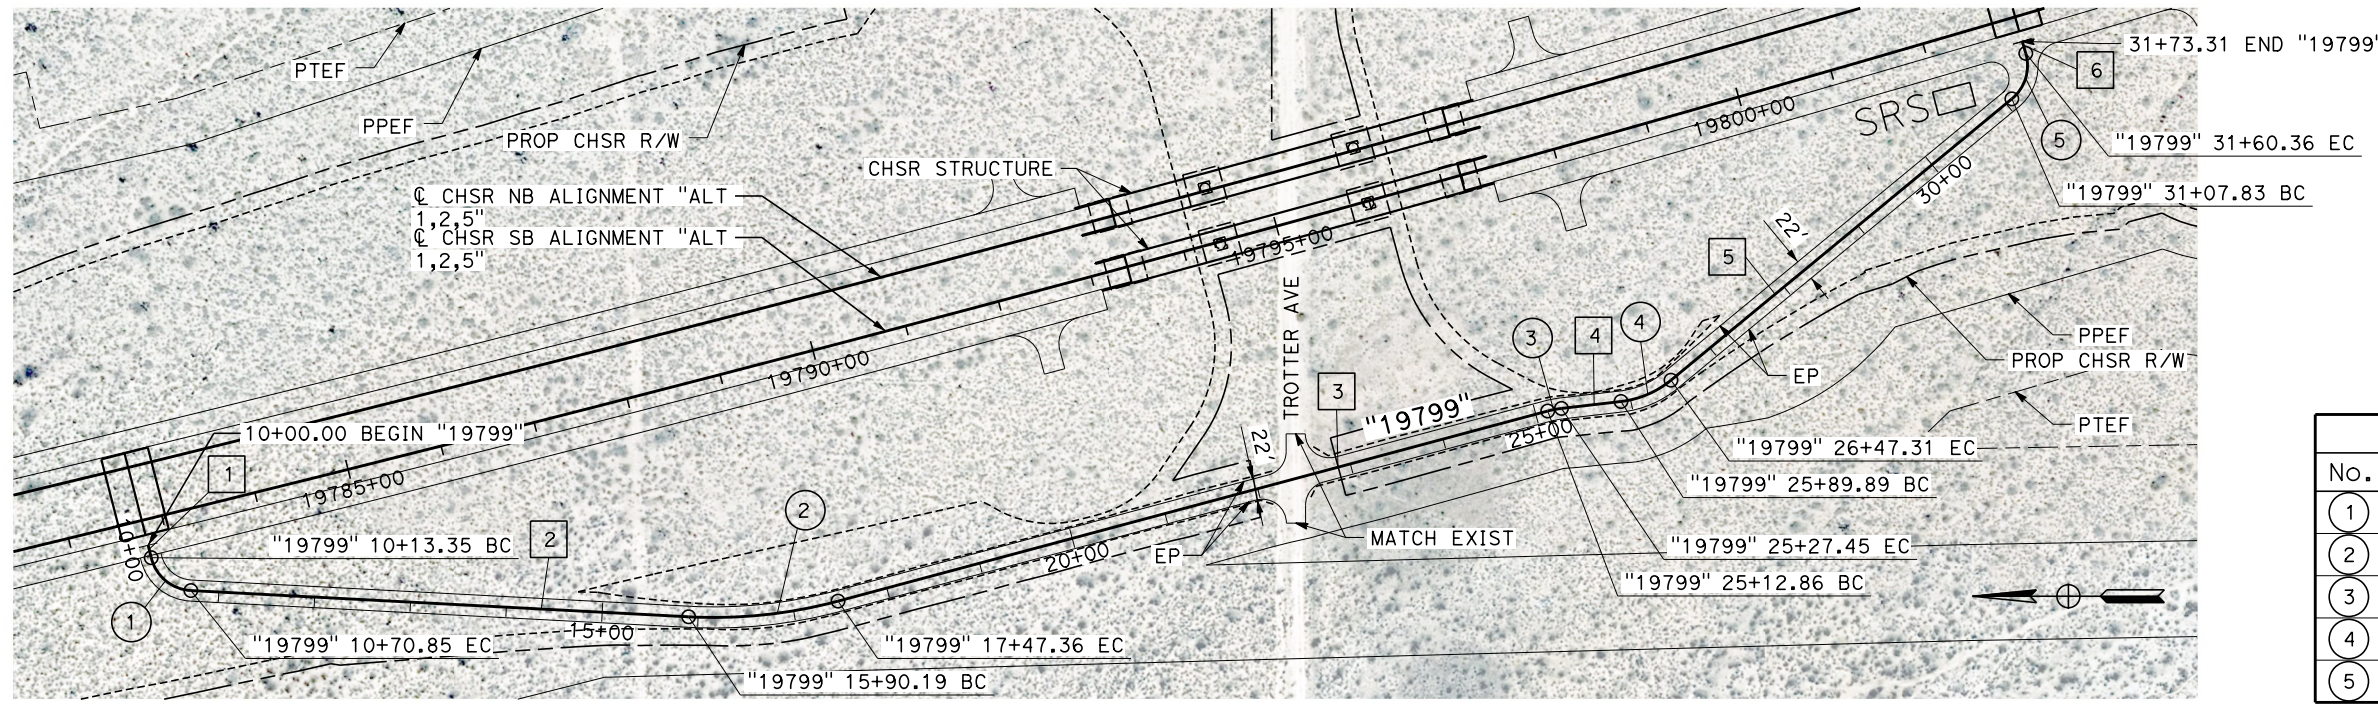 PTEF
PPEF
PROP CHSR R/W
℄ CHSR NB ALIGNMENT "ALT
1,2,5"
℄ CHSR SB ALIGNMENT "ALT
1,2,5"
CHSR STRUCTURE
31+73.31 END "19799"
6
SRS
19800+00
5
"19799" 31+60.36 EC
"19799" 31+07.83 BC
30+00
22'
5
19795+00
TROTTER AVE
3
4
4
3
PPEF
PROP CHSR R/W
EP
PTEF
19790+00
"19799"
25+00
10+00.00 BEGIN "19799"
1
19785+00
22'
"19799" 26+47.31 EC
"19799" 25+89.89 BC
2
2
10+00
"19799" 10+13.35 BC
20+00
EP
MATCH EXIST
"19799" 25+27.45 EC
"19799" 25+12.86 BC
1
15+00
"19799" 10+70.85 EC
"19799" 17+47.36 EC
"19799" 15+90.19 BC
No.
1
2
3
4
5